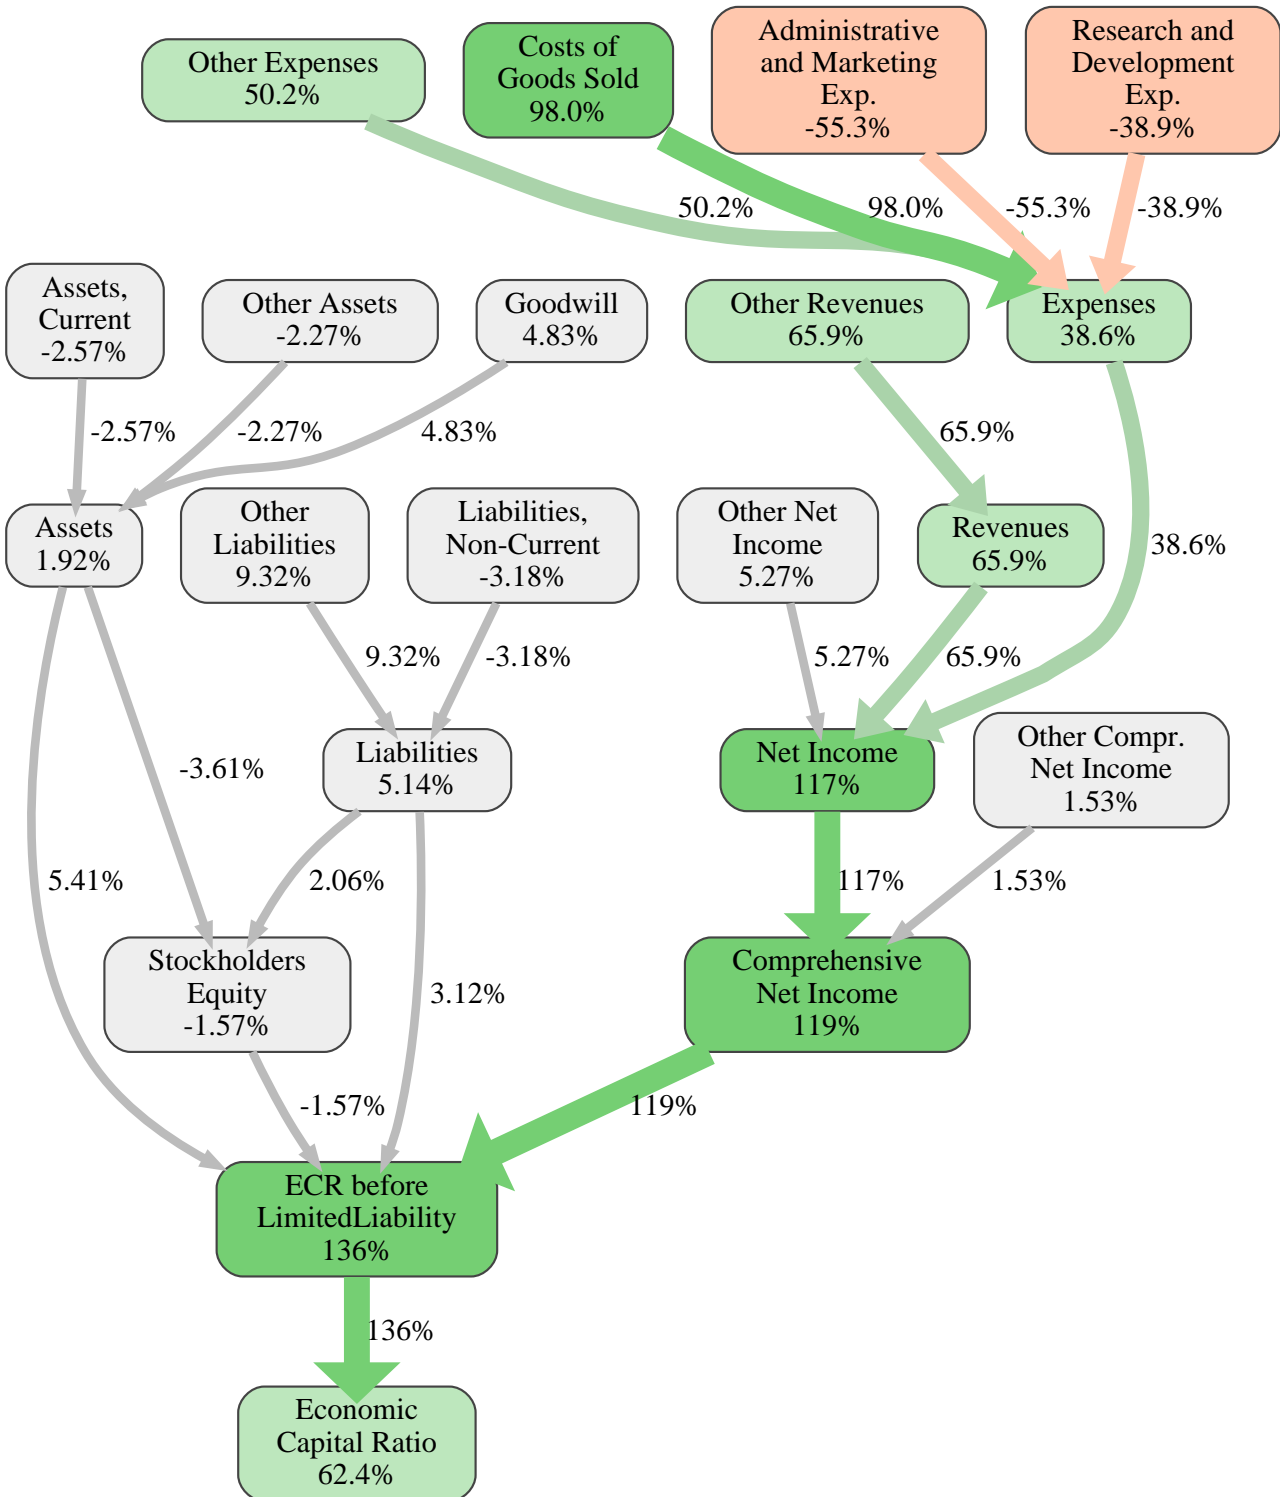 Other Expenses
50.2%
Costs of
Goods Sold
98.0%
Administrative
and Marketing
Exp.
-55.3%
Research and
Development
Exp.
-38.9%
50.2%
98.0%
-55.3%
-38.9%
Assets,
Current
-2.57%
Other Assets
-2.27%
Goodwill
4.83%
Other Revenues
65.9%
Expenses
38.6%
-2.57%
-2.27%
4.83%
65.9%
Assets
1.92%
Other
Liabilities
9.32%
Liabilities,
Non-Current
-3.18%
Other Net
Income
5.27%
Revenues
65.9%
38.6%
9.32%
-3.18%
5.27%
65.9%
-3.61%
Liabilities
5.14%
Net Income
117%
Other Compr.
Net Income
1.53%
5.41%
2.06%
117%
1.53%
Stockholders
Equity
-1.57%
3.12%
Comprehensive
Net Income
119%
-1.57%
119%
ECR before
LimitedLiability
136%
136%
Economic
Capital Ratio
62.4%